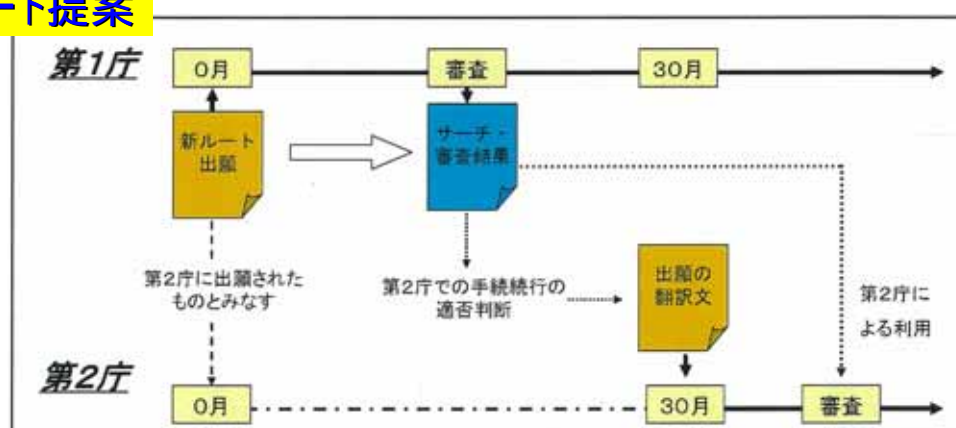 ート提案
第1庁
0月
審査
30月
新ルート
出願
サーチ・
審査結果
第2庁に出願された
ものとみなす
第2庁での手続続行の
適否判断
出願の
翻訳文
第2庁に
よる利用
第2庁
0月
30月
審査